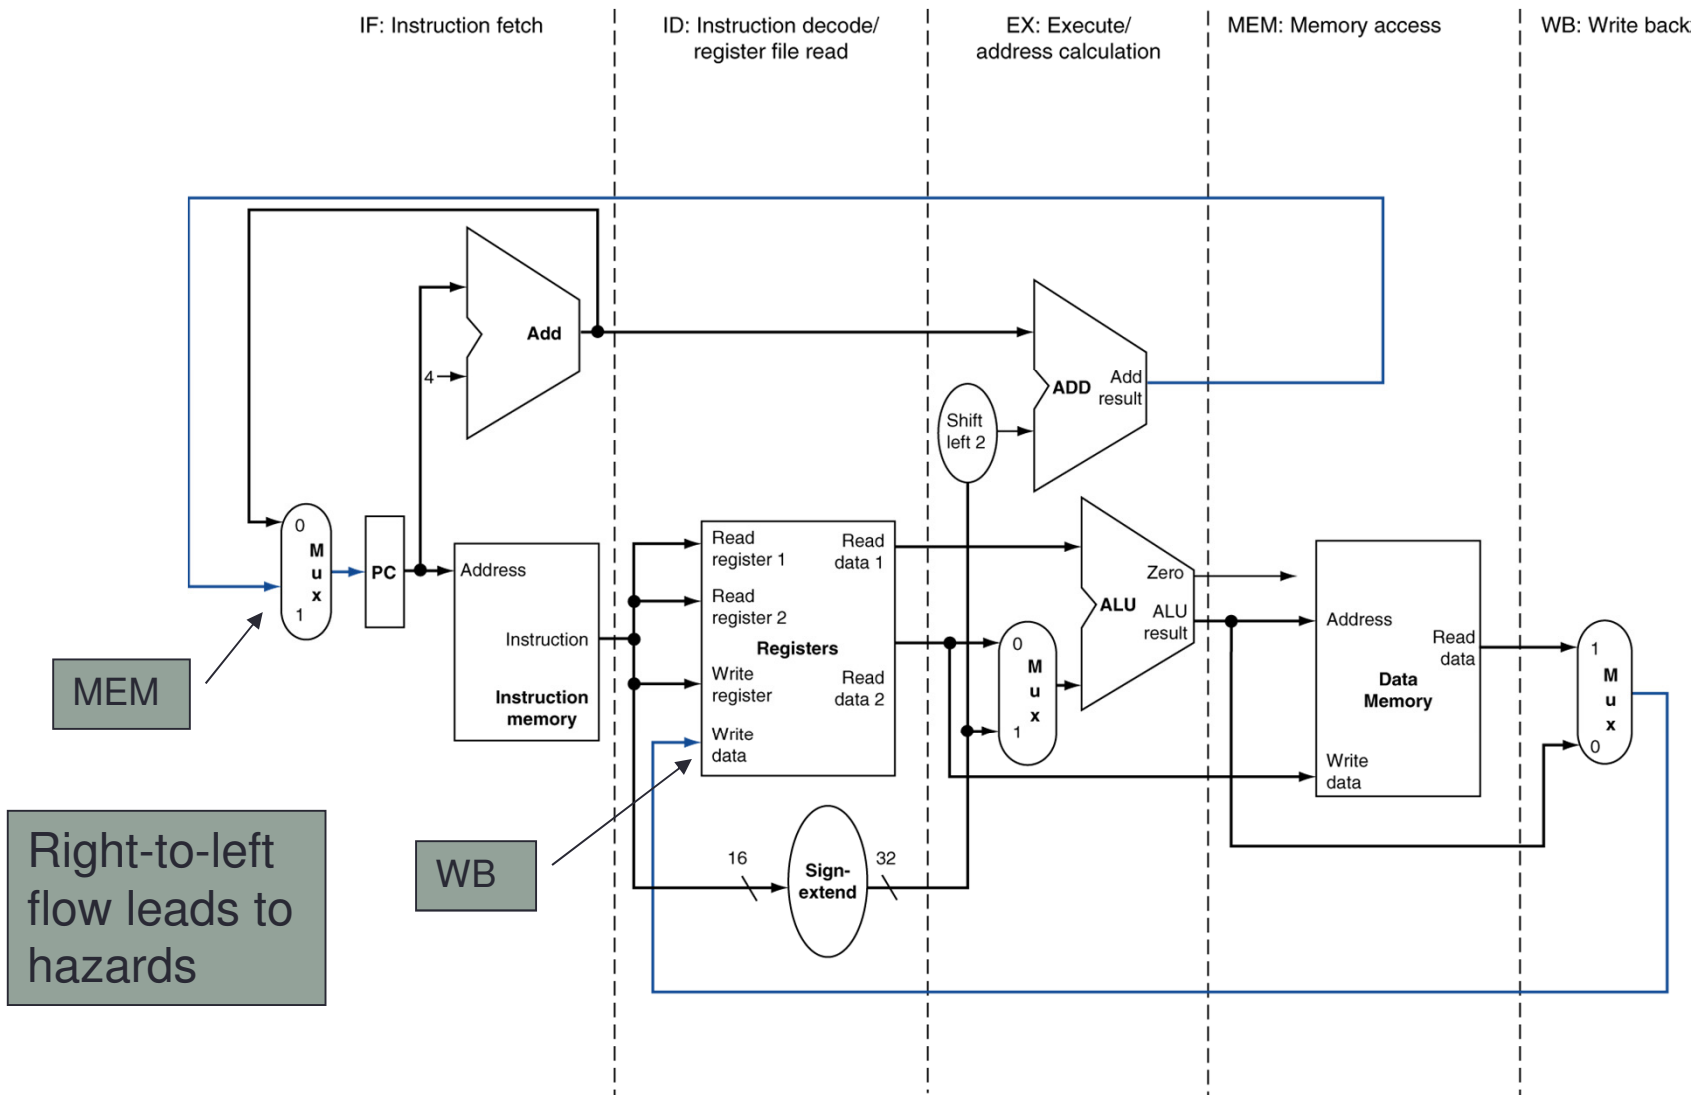 IF: Instruction fetch
ID: Instruction decode/
register file read
EX: Execute/
address calculation
MEM: Memory access
WB: Write back
Add
4
ADD
Add
result
Shift
left 2
0
M
u
x
1
PC
Address
Instruction
Instruction
memory
Read
register 1
Read
register 2
Write
register
Write
data
Registers
Read
data 1
Read
data 2
0
M
u
x
1
Zero
ALU
ALU
result
Address
Read
data
Data
Memory
Write
data
1
M
u
x
0
16
Sign-
extend
32
MEM
WB
Right-to-left
flow leads to
hazards